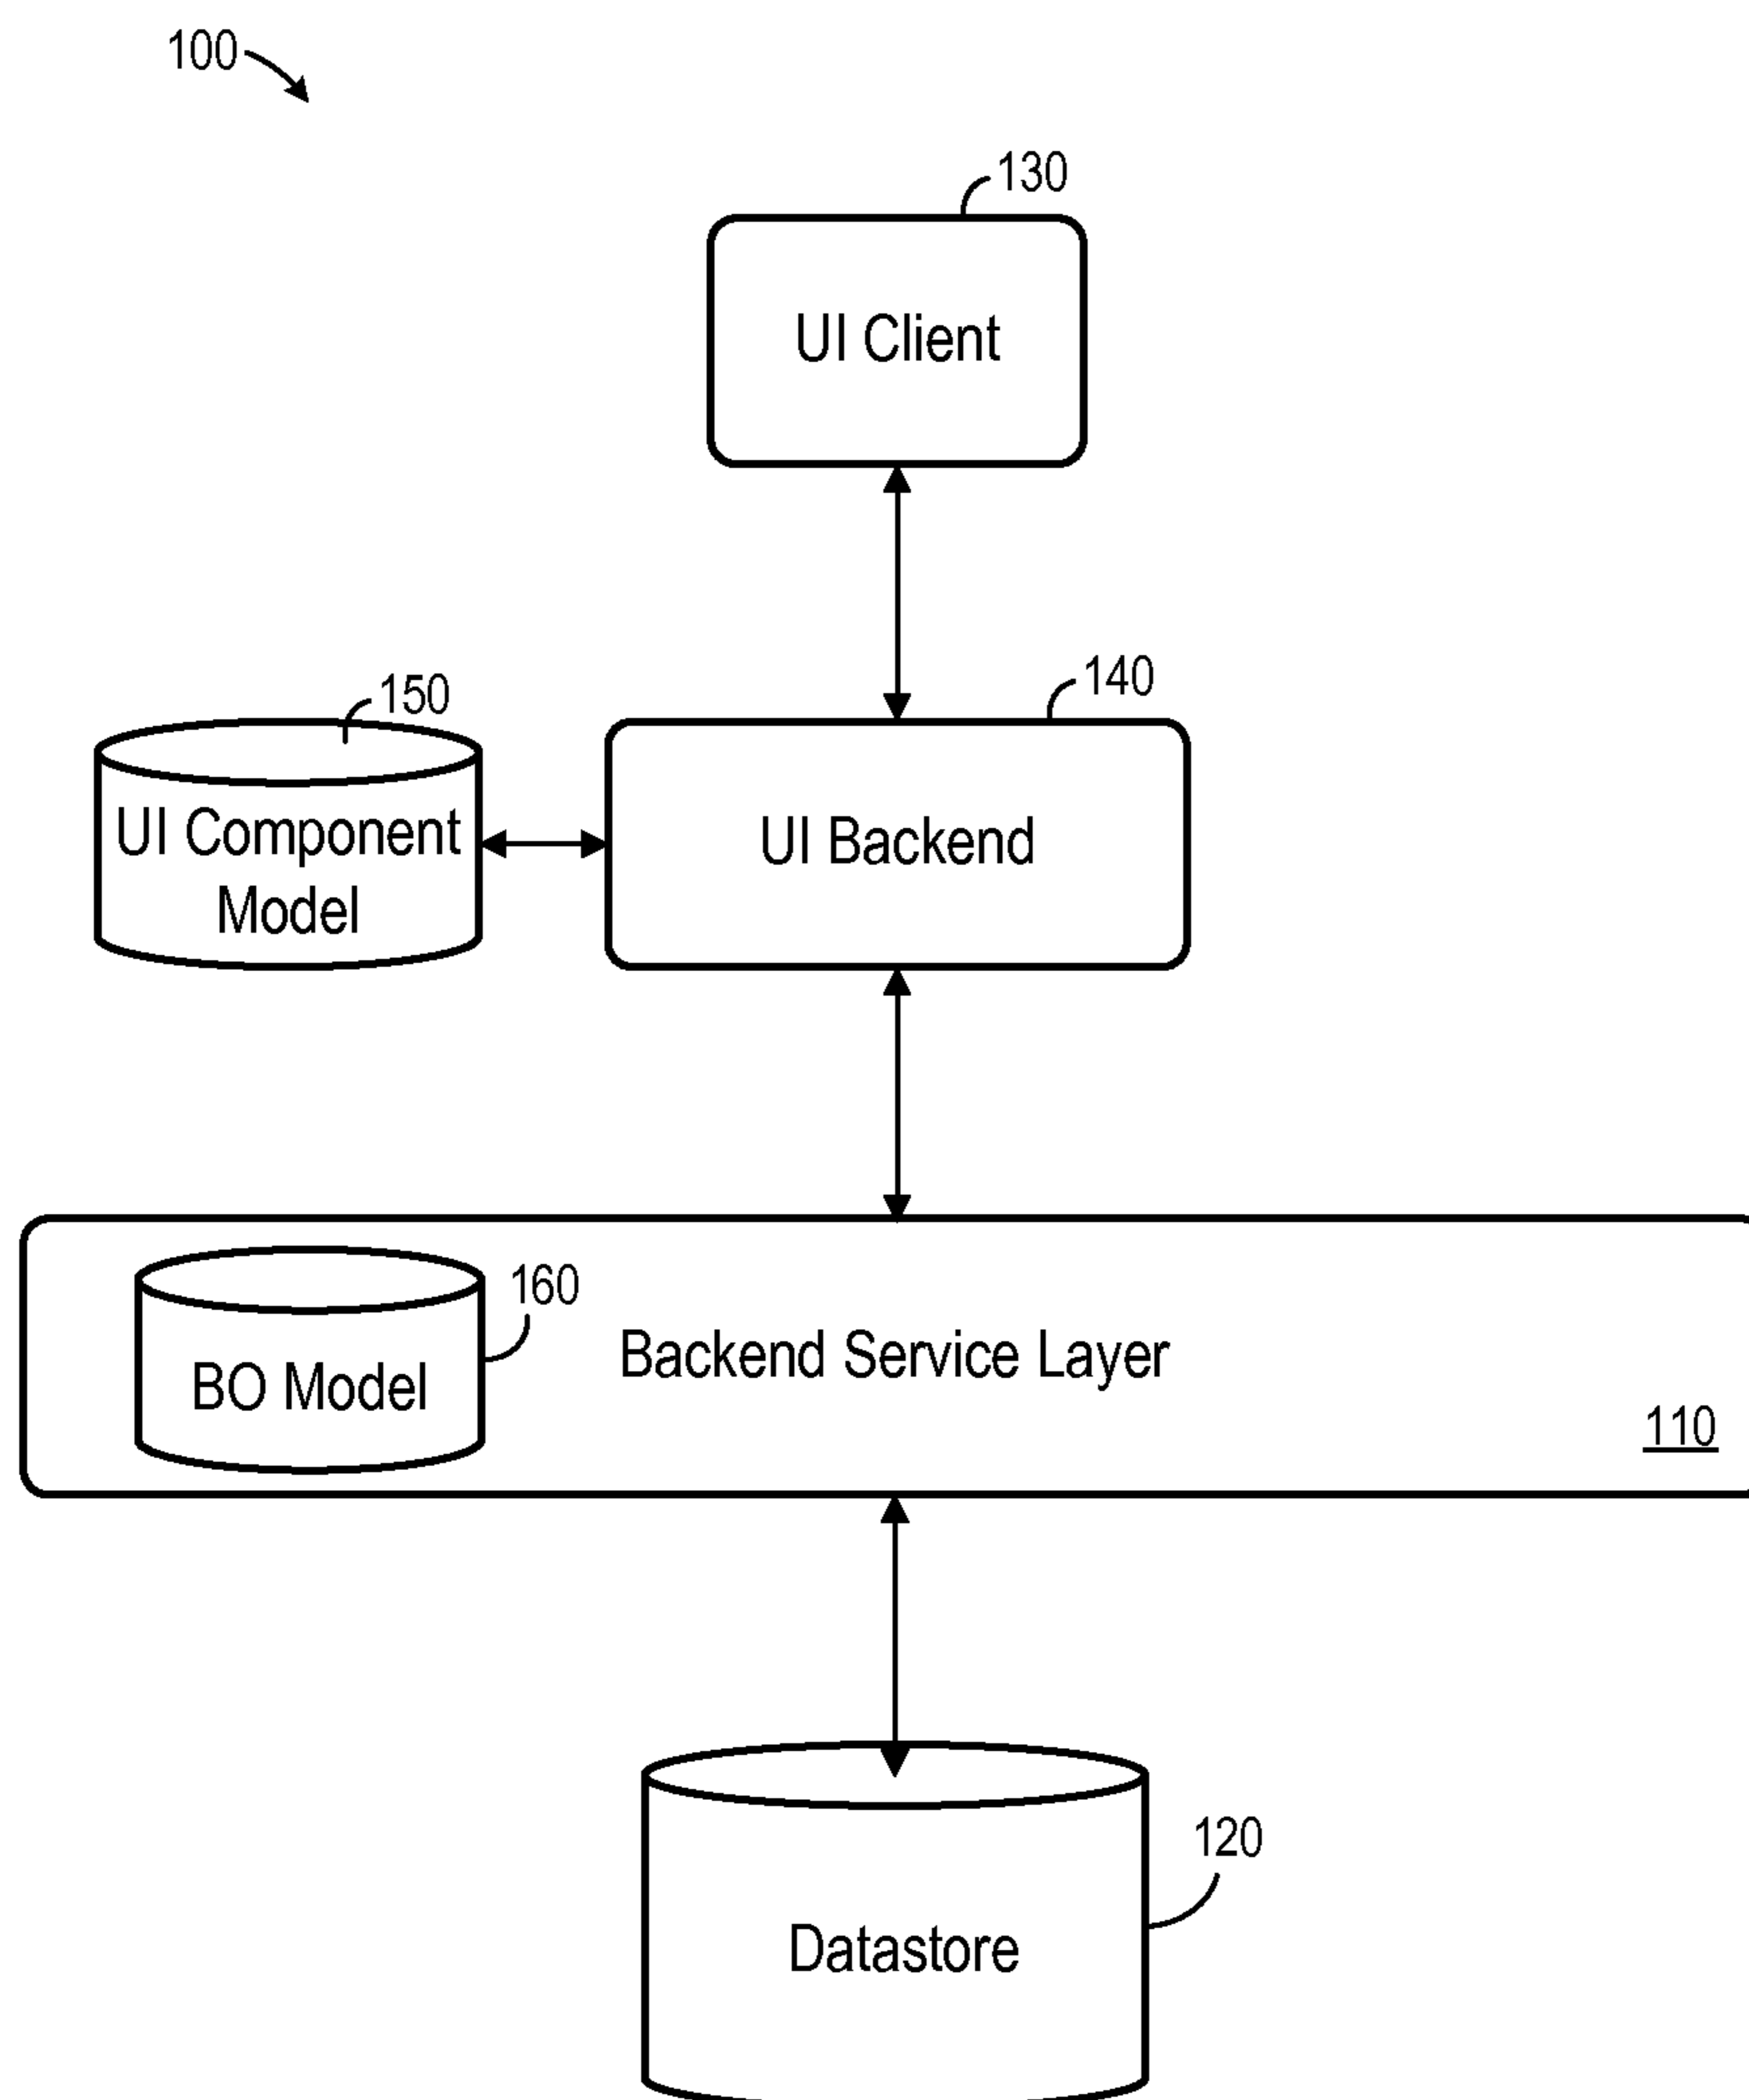 100
130
UI Client
140
150
UI Component
Model
UI Backend
160
BO Model
Backend Service Layer
110
120
Datastore